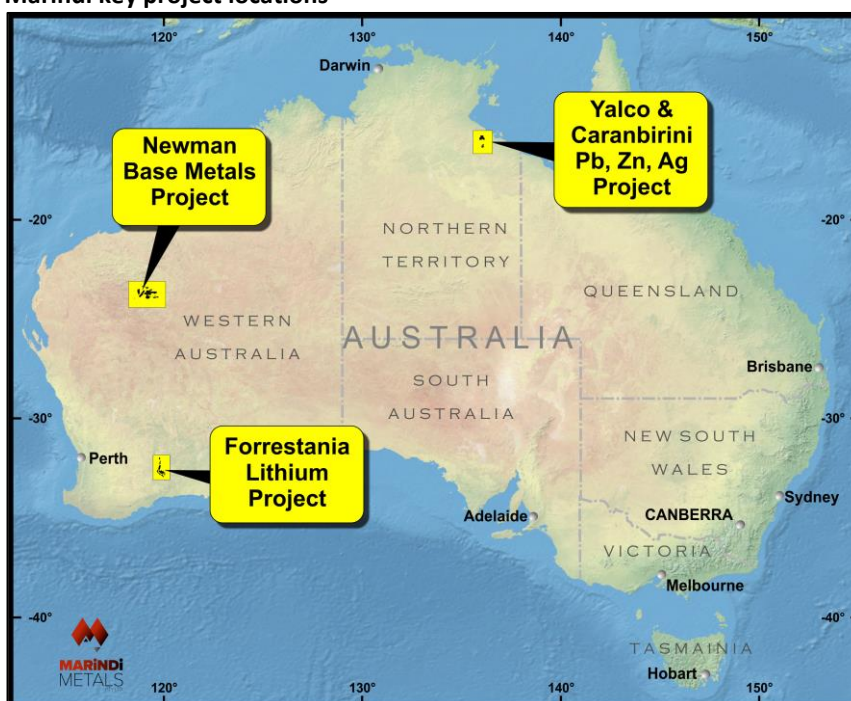 Marindi key project locations
120°
130°
140°
150°
Darwin
Yalco &
Caranbirini
Pb, Zn, Ag
Project
Newman
Base Metals
Project
-20°
-20°
NORTHERN
TERRITORY
QUEENSLAND
WESTERN
AUSTRALIA
AUSTRALIA
SOUTH
AUSTRALIA
Brisbane
-30°
-30°
Forrestania
Lithium
Project
Perth
NEW SOUTH
WALES
Sydney
Adelaide
CANBERRA
VICTORIA
Melbourne
-40°
-40°
TASMAINIA
Hobart
MARiNDi
METALS
120°
130°
140°
150°